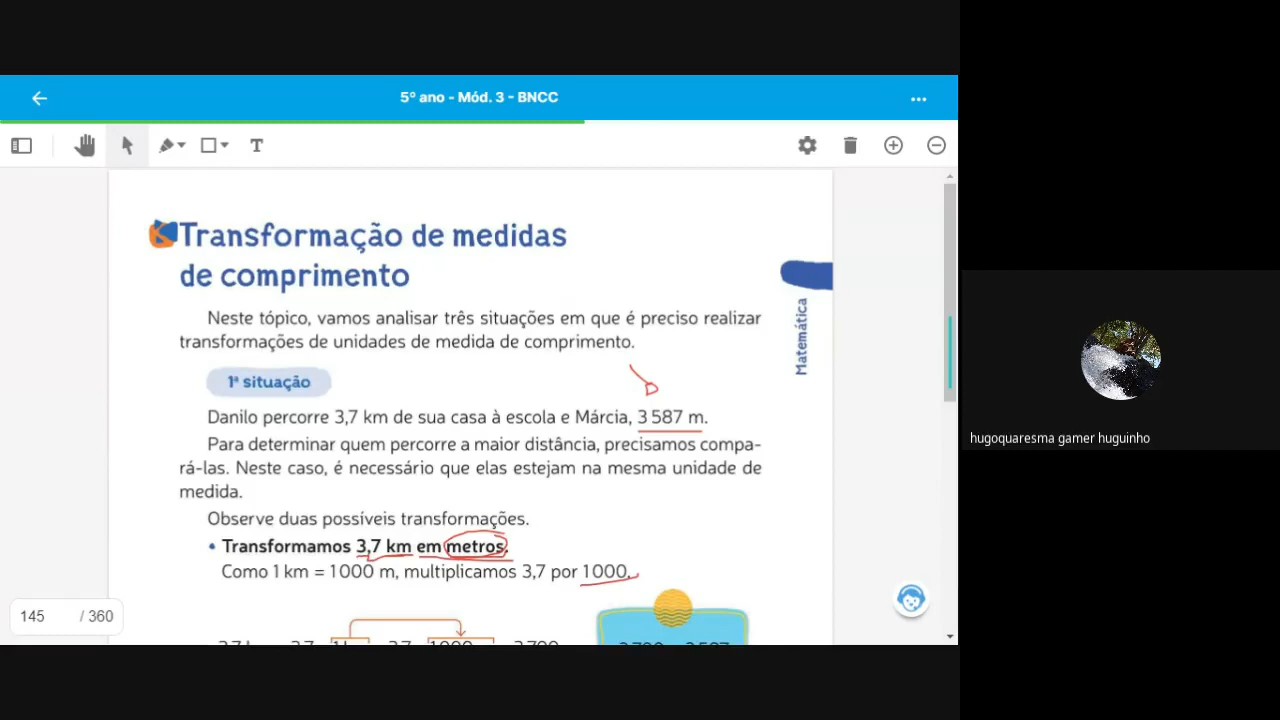 5º ano - Mód. 3 - BNCC
T
Transformação de medidas
de comprimento
Neste tópico, vamos analisar três situações em que é preciso realizar
transformações de unidades de medida de comprimento.
Matemática
1ª situação
Danilo percorre 3,7 km de sua casa à escola e Márcia, 3 587 m.
Para determinar quem percorre a maior distância, precisamos compa-
rá-las. Neste caso, é necessário que elas estejam na mesma unidade de
medida.
Observe duas possíveis transformações.
• Transformamos 3,7 km em metros.
Como 1 km = 1000 m, multiplicamos 3,7 por 1000.
145 / 360
hugoquaresma gamer huguinho